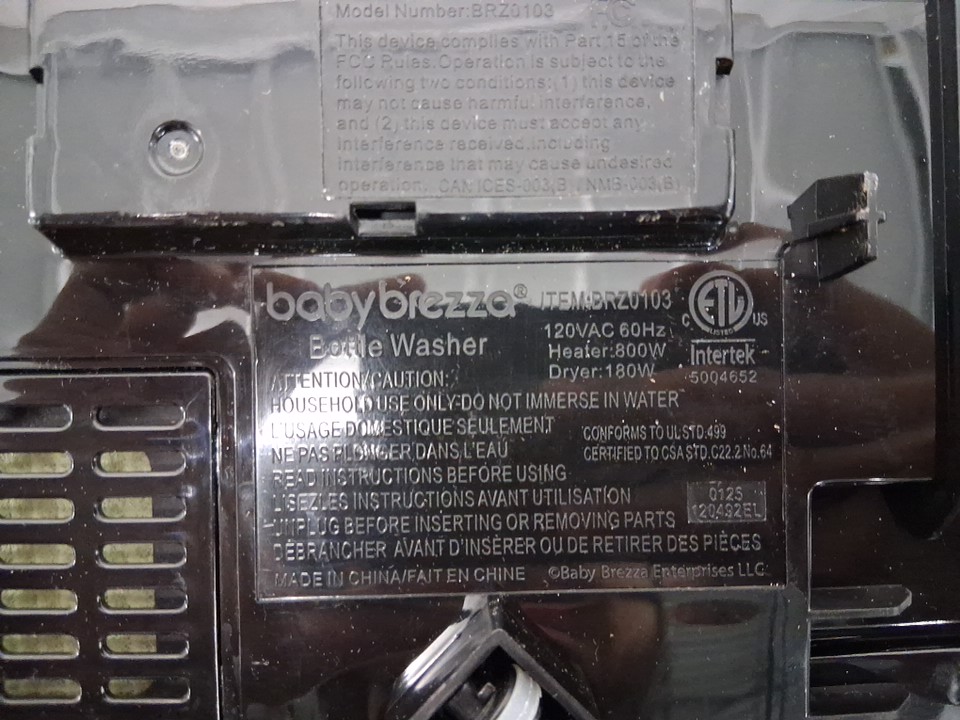 Model Number:BRZ0103
FC
This device complies with Part 15 of the
FCC Rules.Operation is subject to the
following two conditions:(1) this device
may not cause harmful interference,
and (2) this device must accept any
interference received,including
interference that may cause undesired
operation. CAN ICES-003(B) / NMB-003(B)
babybrezza®
Bottle Washer
ITEM:BRZ0103
120VAC 60Hz
Heater:800W
Dryer:180W
ETL
C US
LISTED
Intertek
5004652
ATTENTION/CAUTION:
HOUSEHOLD USE ONLY-DO NOT IMMERSE IN WATER
L'USAGE DOMESTIQUE SEULEMENT
NE PAS PLONGER DANS L'EAU
CONFORMS TO UL STD.499
CERTIFIED TO CSA STD.C22.2 No.64
READ INSTRUCTIONS BEFORE USING
LISEZLES INSTRUCTIONS AVANT UTILISATION
0125
120492EL
UNPLUG BEFORE INSERTING OR REMOVING PARTS
DÉBRANCHER AVANT D'INSÉRER OU DE RETIRER DES PIÈCES
MADE IN CHINA/FAIT EN CHINE ©Baby Brezza Enterprises LLC